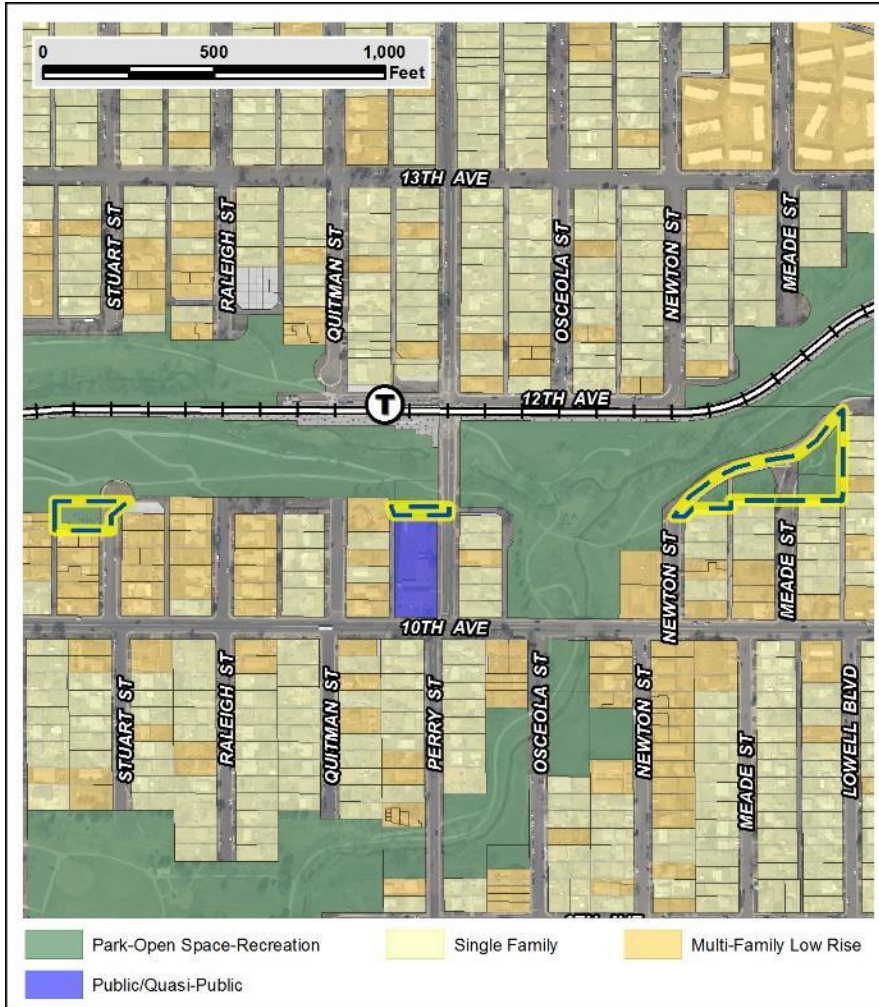 0 500 1,000
Feet
13TH AVE
STUART ST
RALEIGH ST
QUITMAN ST
OSCEOLA ST
NEWTON ST
MEADE ST
T
12TH AVE
NEWTON ST
MEADE ST
10TH AVE
STUART ST
RALEIGH ST
QUITMAN ST
PERRY ST
OSCEOLA ST
NEWTON ST
MEADE ST
LOWELL BLVD
Park-Open Space-Recreation
Single Family
Multi-Family Low Rise
Public/Quasi-Public